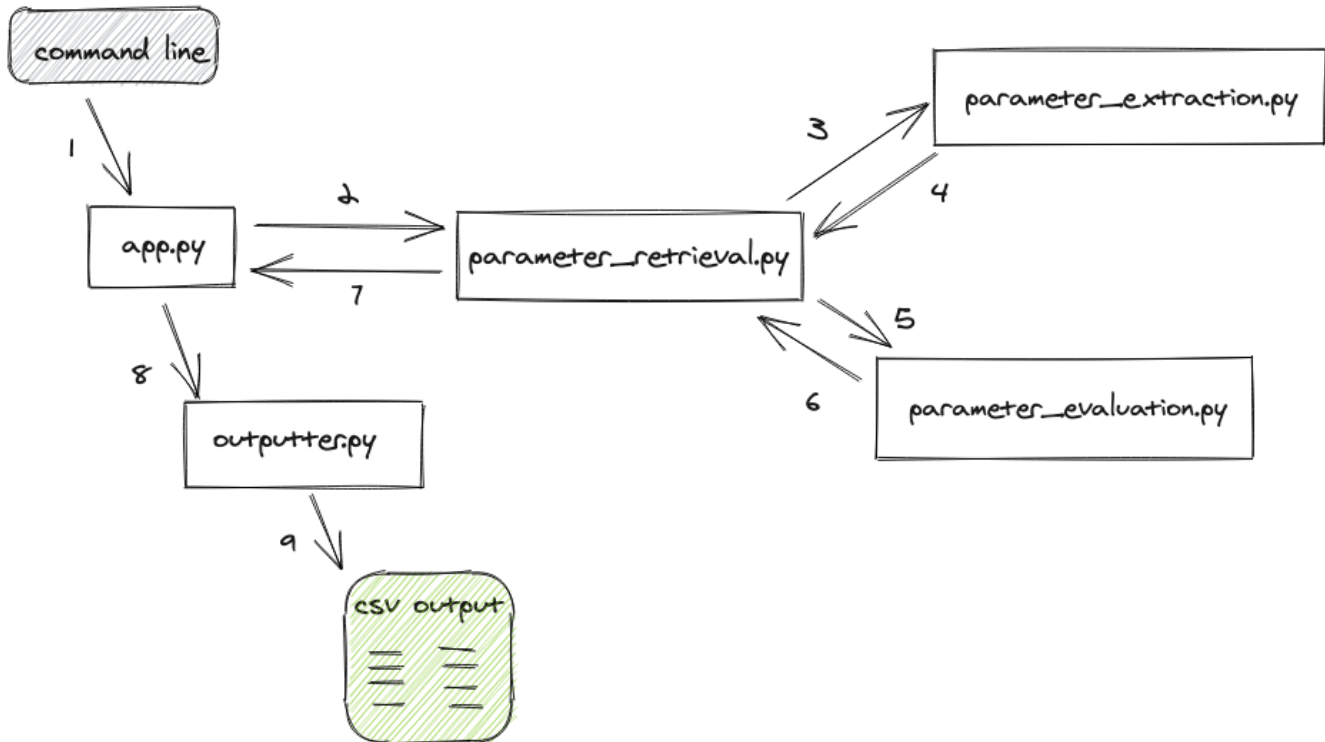 command line
1
app.py
2
7
parameter_retrieval.py
3
4
parameter_extraction.py
5
6
parameter_evaluation.py
8
outputter.py
9
csv output